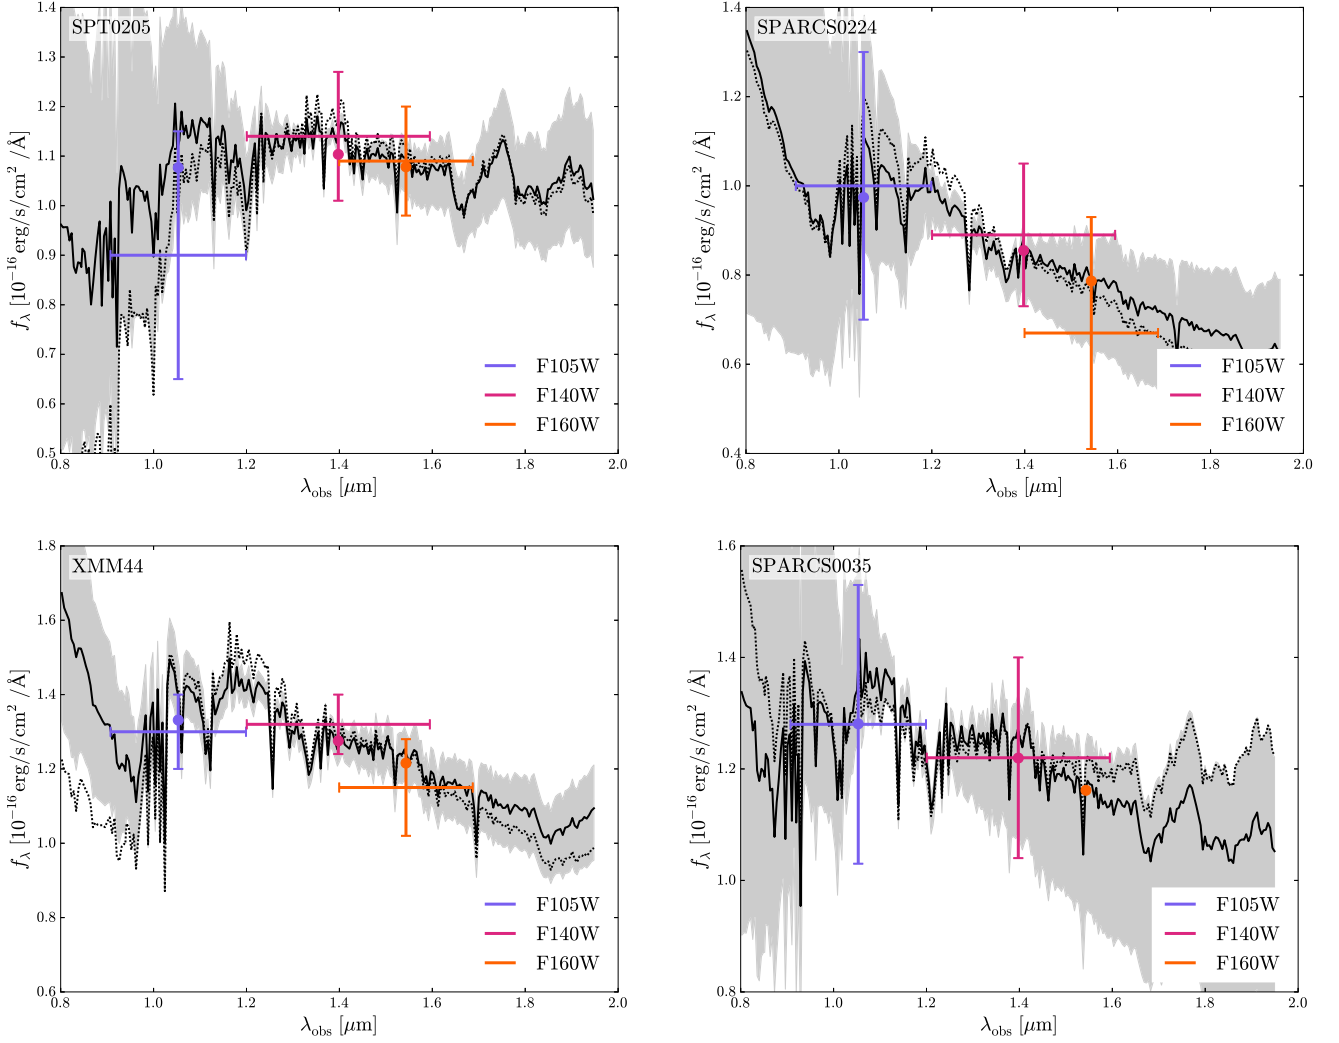 SPT0205
1.4
1.3
1.2
1.1
1.0
0.9
0.8
0.7
0.6
0.5
f_λ [10^−16 erg/s/cm^2 /Å]
F105W
F140W
F160W
0.8 1.0 1.2 1.4 1.6 1.8 2.0
λ_obs [μm]
SPARCS0224
1.4
1.2
1.0
0.8
0.6
0.4
f_λ [10^−16 erg/s/cm^2 /Å]
F105W
F140W
F160W
0.8 1.0 1.2 1.4 1.6 1.8 2.0
λ_obs [μm]
XMM44
1.8
1.6
1.4
1.2
1.0
0.8
0.6
f_λ [10^−16 erg/s/cm^2 /Å]
F105W
F140W
F160W
0.8 1.0 1.2 1.4 1.6 1.8 2.0
λ_obs [μm]
SPARCS0035
1.6
1.4
1.2
1.0
0.8
f_λ [10^−16 erg/s/cm^2 /Å]
F105W
F140W
F160W
0.8 1.0 1.2 1.4 1.6 1.8 2.0
λ_obs [μm]